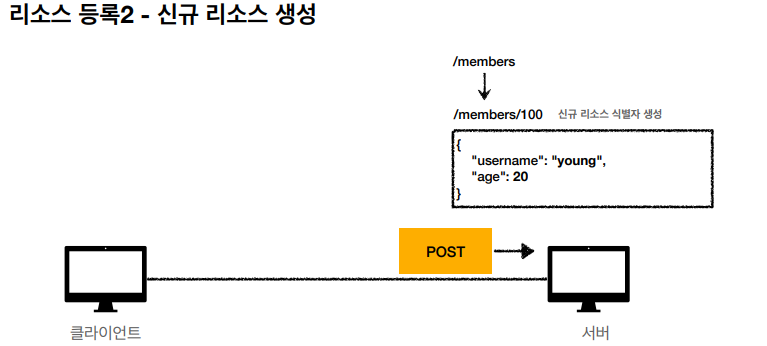 리소스 등록2 - 신규 리소스 생성
/members
/members/100 신규 리소스 식별자 생성
{
"username": "young",
"age": 20
}
POST
클라이언트
서버